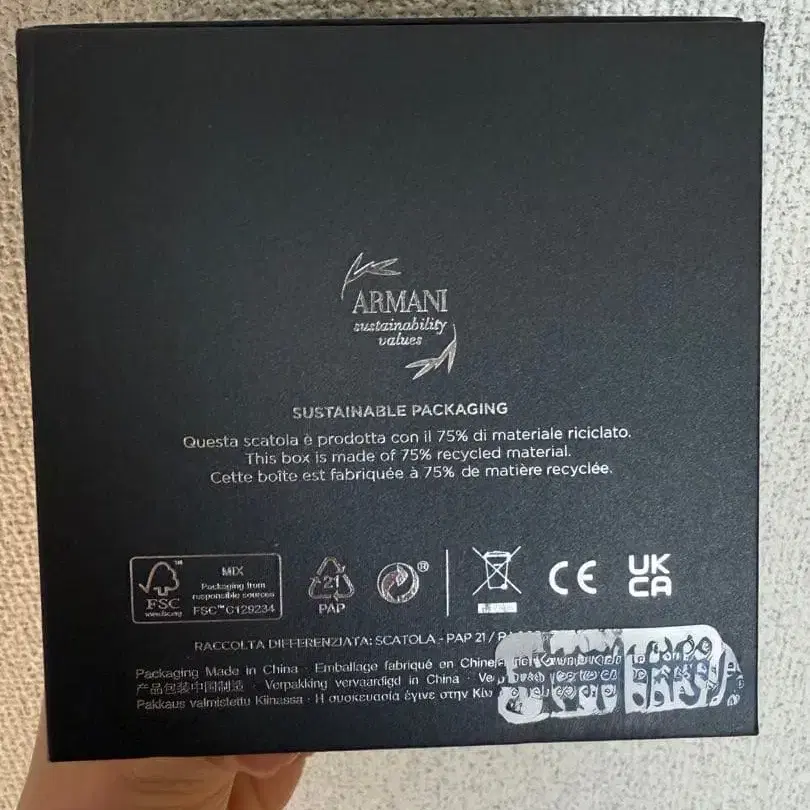 ARMANI
sustainability
values
SUSTAINABLE PACKAGING
Questa scatola è prodotta con il 75% di materiale riciclato.
This box is made of 75% recycled material.
Cette boîte est fabriquée à 75% de matière recyclée.
FSC
www.fsc.org
MIX
Packaging from
responsible sources
FSC™ C129234
21
PAP
®
CE
UK
CA
RACCOLTA DIFFERENZIATA: SCATOLA - PAP 21 /
Packaging Made in China · Emballage fabriqué en Chine
产品包装中国制造 · Verpakking vervaardigd in China ·
Pakkaus valmistettu Kiinassa · Η συσκευασία έγινε στην